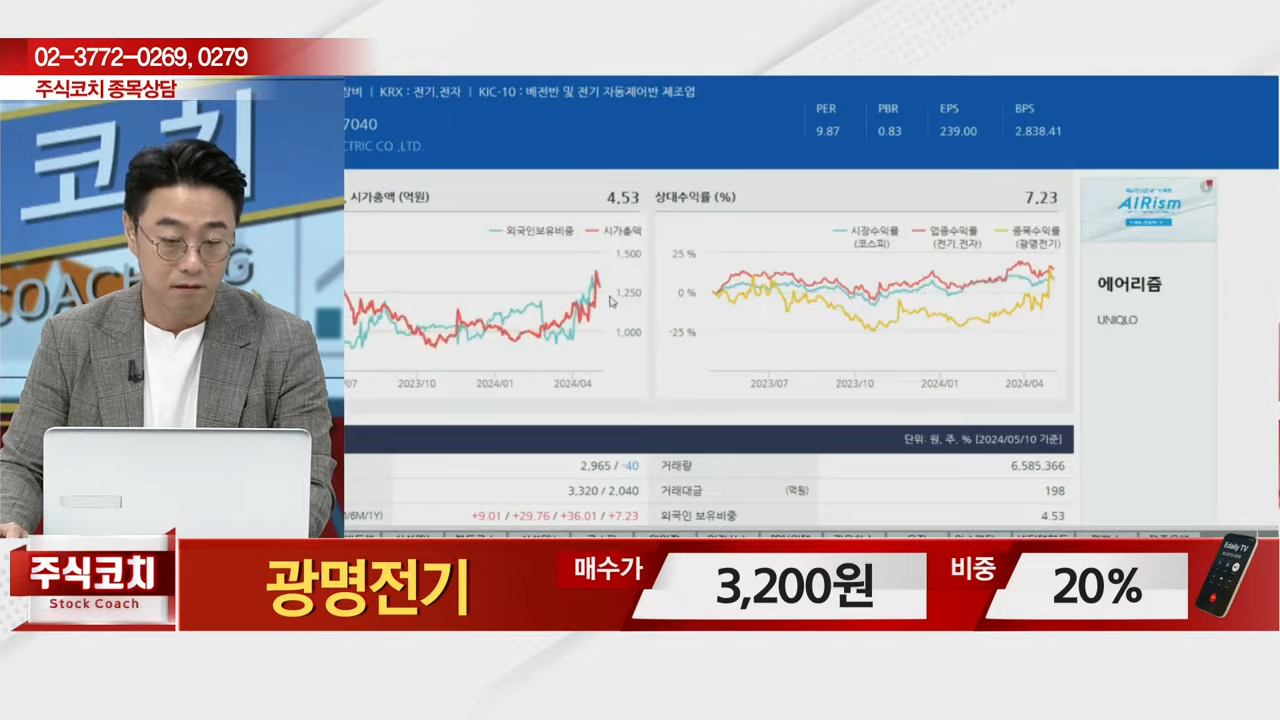 02-3772-0269, 0279
주식코치 종목상담
코치
COACHING
장비 | KRX : 전기,전자 | KIC-10 : 배전반 및 전기 자동제어반 제조업
7040
CTRIC CO.,LTD.
PER PBR EPS BPS
9.87 0.83 239.00 2.838.41
시가총액 (억원) 4.53
외국인보유비중 시가총액
1,500
1,250
1,000
/07 2023/10 2024/01 2024/04
상대수익률 (%) 7.23
시장수익률 업종수익률 종목수익률
(코스피) (전기,전자) (광명전기)
25 %
0 %
-25 %
2023/07 2023/10 2024/01 2024/04
AIRism
에어리즘
UNIQLO
단위: 원, 주, % [2024/05/10 기준]
2,965 / -40 거래량 6,585,366
3,320 / 2,040 거래대금 (억원) 198
M/6M/1Y) +9.01 / +29.76 / +36.01 / +7.23 외국인 보유비중 4.53
주식코치
Stock Coach
광명전기
매수가 3,200원
비중 20%
Edaily TV